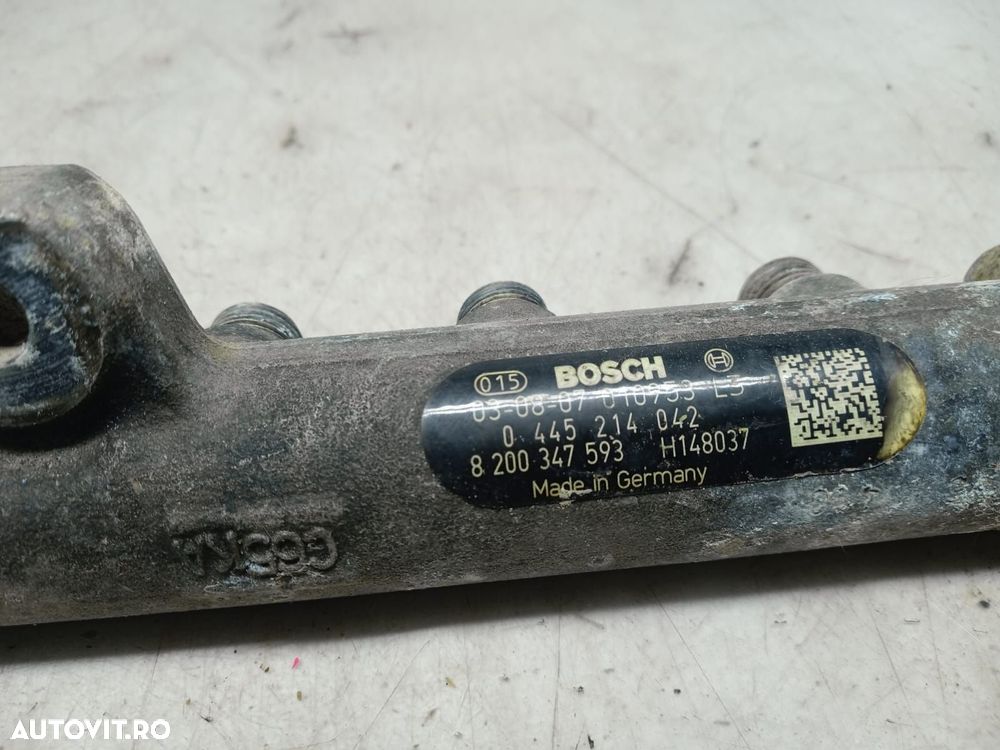 015 BOSCH
03-08-07 010953 L3
0 445 214 042
8 200 347 593 H148037
Made in Germany
AUTOVIT.RO